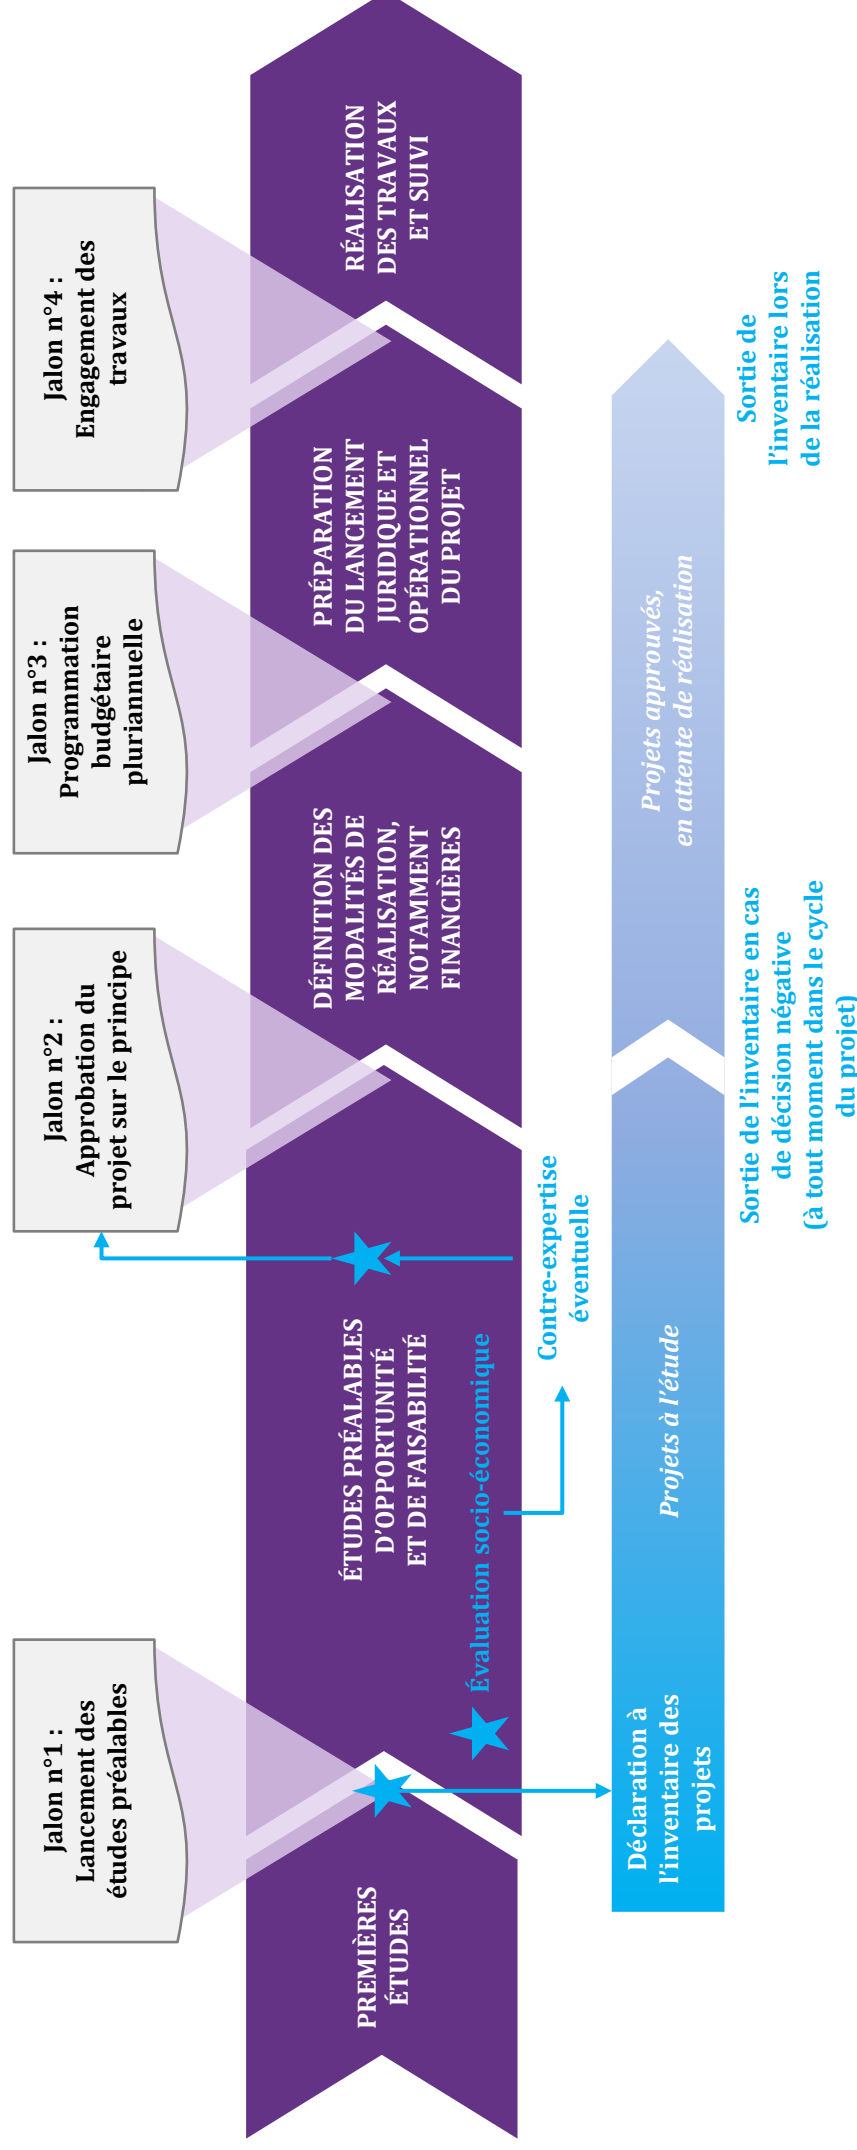 Jalon n°1 :
Lancement des
études préalables
Jalon n°2 :
Approbation du
projet sur le principe
Jalon n°3 :
Programmation
budgétaire
pluriannuelle
Jalon n°4 :
Engagement des
travaux
PREMIÈRES
ÉTUDES
ÉTUDES PRÉALABLES
D’OPPORTUNITÉ
ET DE FAISABILITÉ
Évaluation socio-économique
DÉFINITION DES
MODALITÉS DE
RÉALISATION,
NOTAMMENT
FINANCIÈRES
PRÉPARATION
DU LANCEMENT
JURIDIQUE ET
OPÉRATIONNEL
DU PROJET
RÉALISATION
DES TRAVAUX
ET SUIVI
Contre-expertise
éventuelle
Déclaration à
l’inventaire des
projets
Projets à l’étude
Projets approuvés,
en attente de réalisation
Sortie de l’inventaire en cas
de décision négative
(à tout moment dans le cycle
du projet)
Sortie de
l’inventaire lors
de la réalisation